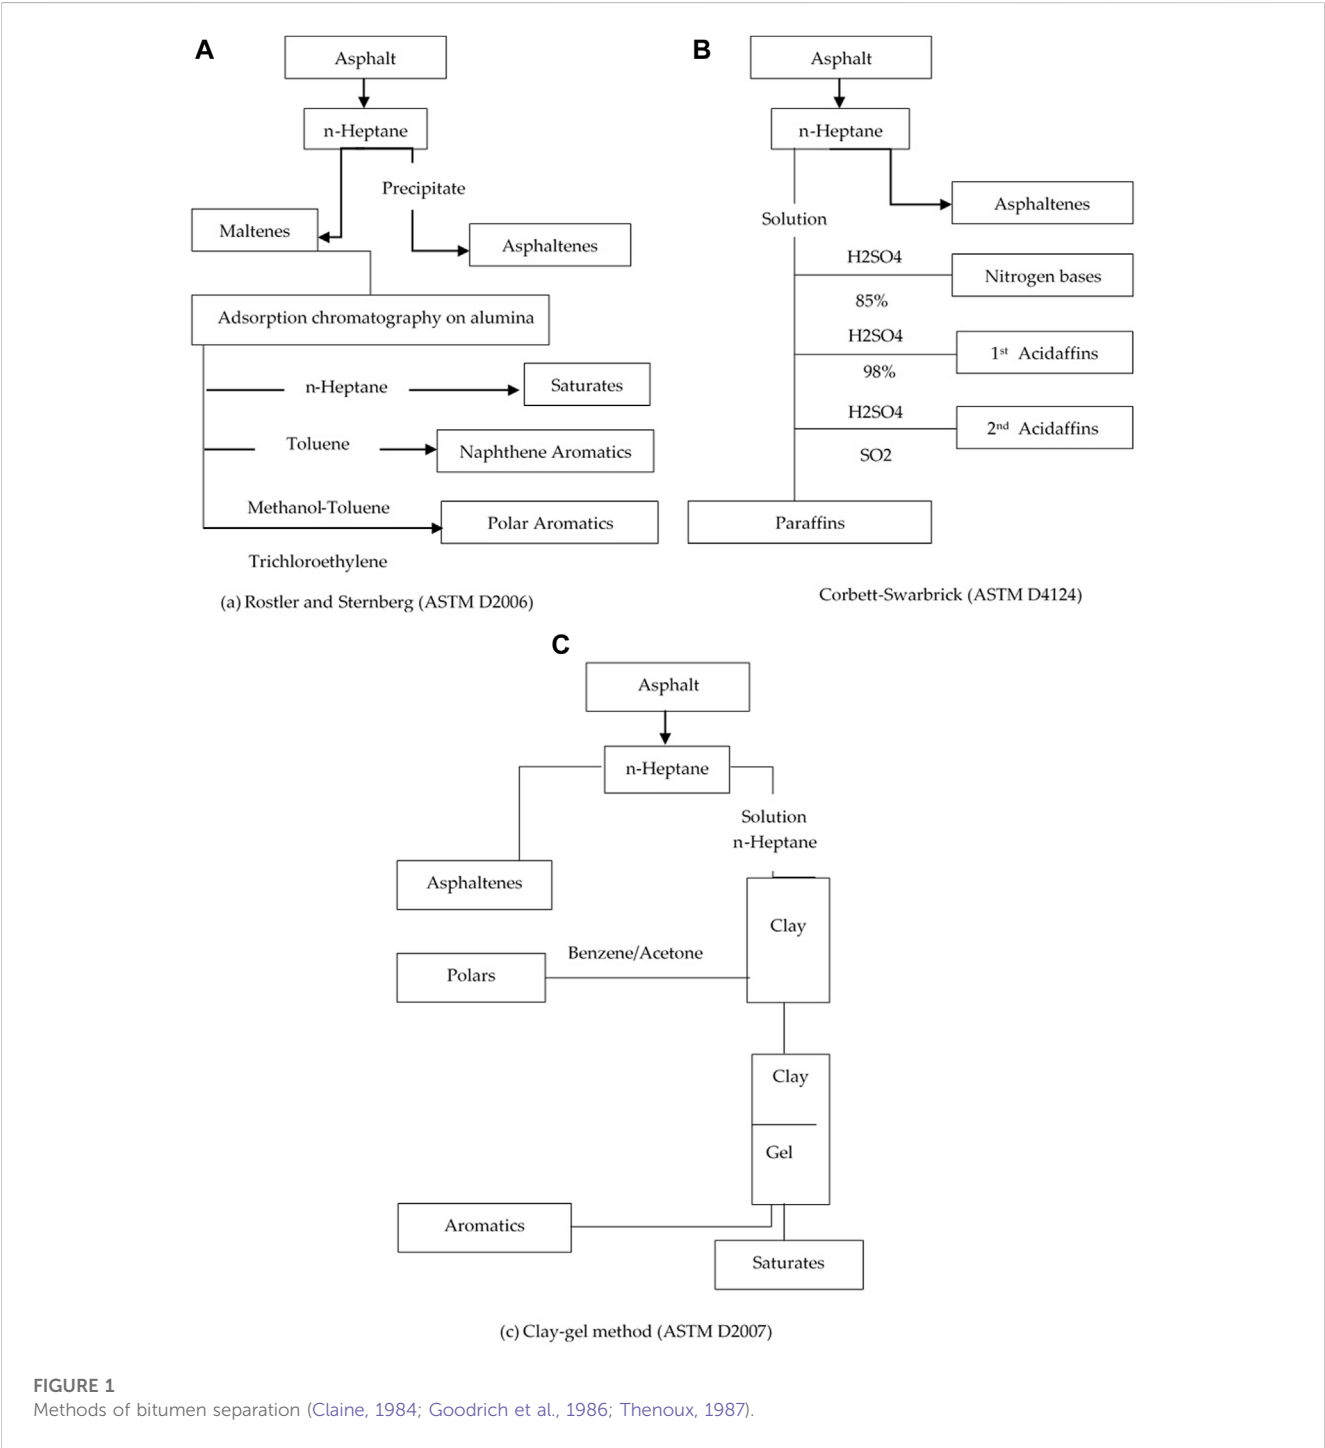 A
Asphalt
n-Heptane
Precipitate
Maltenes
Asphaltenes
Adsorption chromatography on alumina
n-Heptane
Saturates
Toluene
Naphthene Aromatics
Methanol-Toluene
Polar Aromatics
Trichloroethylene
(a) Rostler and Sternberg (ASTM D2006)
B
Asphalt
n-Heptane
Asphaltenes
Solution
H2SO4
Nitrogen bases
85%
H2SO4
1st Acidaffins
98%
H2SO4
2nd Acidaffins
SO2
Paraffins
Corbett-Swarbrick (ASTM D4124)
C
Asphalt
n-Heptane
Solution
n-Heptane
Asphaltenes
Clay
Benzene/Acetone
Polars
Clay
Gel
Aromatics
Saturates
(c) Clay-gel method (ASTM D2007)
FIGURE 1
Methods of bitumen separation (Claine, 1984; Goodrich et al., 1986; Thenoux, 1987).